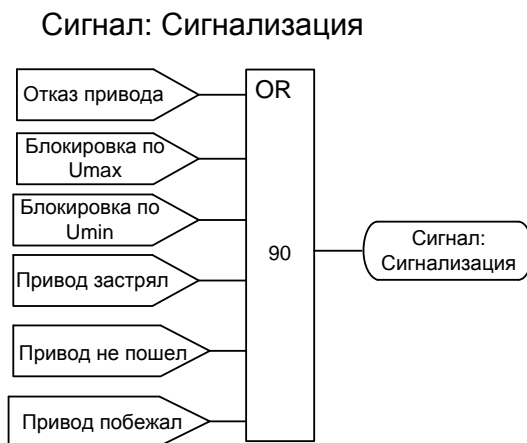 Сигнал: Сигнализация
Отказ привода
OR
Блокировка по
Umax
Блокировка по
Umin
90
Сигнал:
Сигнализация
Привод застрял
Привод не пошел
Привод побежал